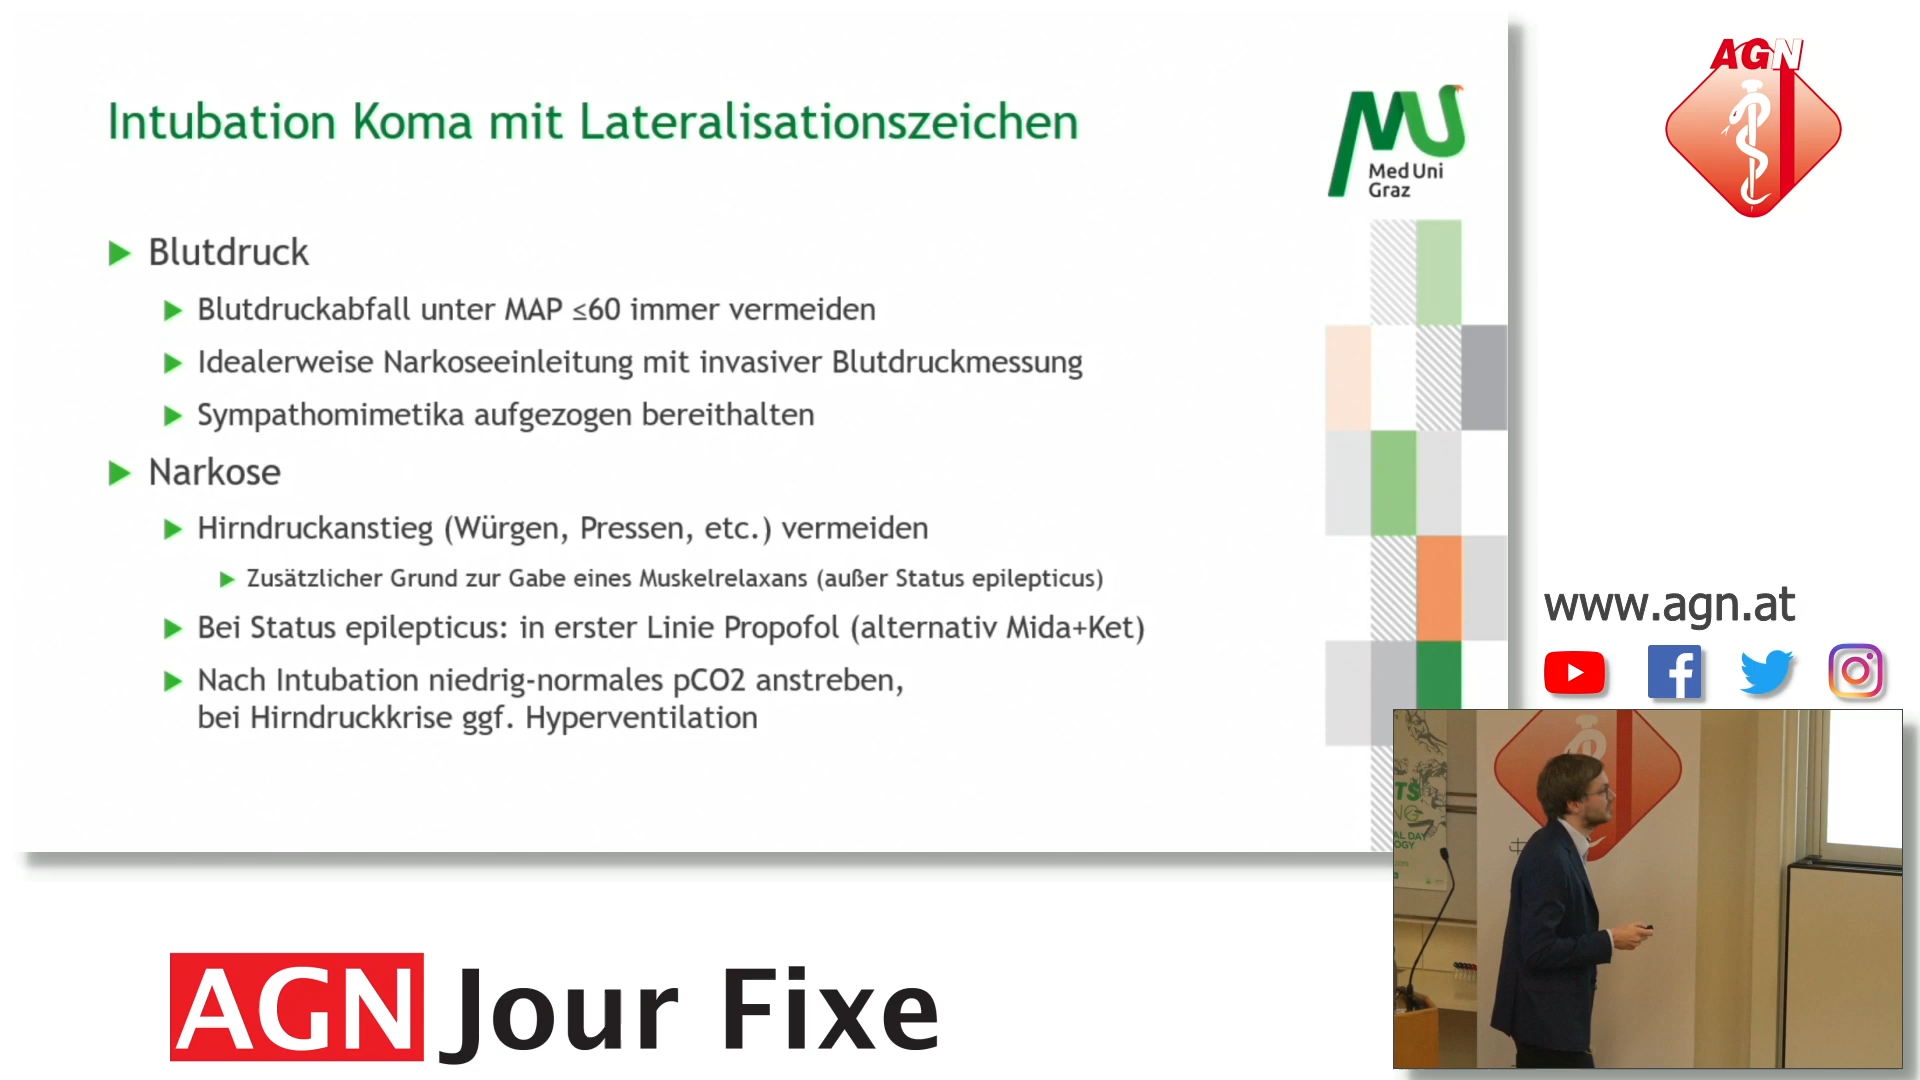 Intubation Koma mit Lateralisationszeichen
Med Uni
Graz
Blutdruck
Blutdruckabfall unter MAP ≤60 immer vermeiden
Idealerweise Narkoseeinleitung mit invasiver Blutdruckmessung
Sympathomimetika aufgezogen bereithalten
Narkose
Hirndruckanstieg (Würgen, Pressen, etc.) vermeiden
Zusätzlicher Grund zur Gabe eines Muskelrelaxans (außer Status epilepticus)
Bei Status epilepticus: in erster Linie Propofol (alternativ Mida+Ket)
Nach Intubation niedrig-normales pCO2 anstreben,
bei Hirndruckkrise ggf. Hyperventilation
AGN
www.agn.at
AGN Jour Fixe